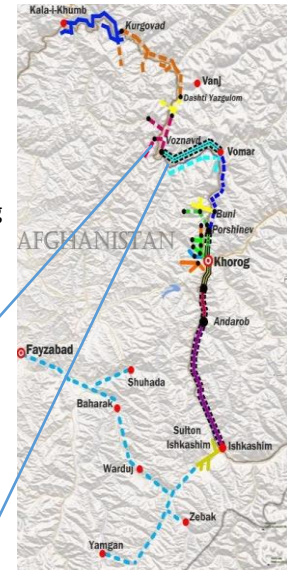 Kala-i-Khumb
Kurgovad
Vanj
Dashti Yazgulom
Voznavd
Vomar
g
Buni
AFGHANISTAN
Porshinev
Khorog
Andarob
Fayzabad
Shuhada
Baharak
Sulton
Ishkashim
Ishkashim
Warduj
Zebak
Yamgan